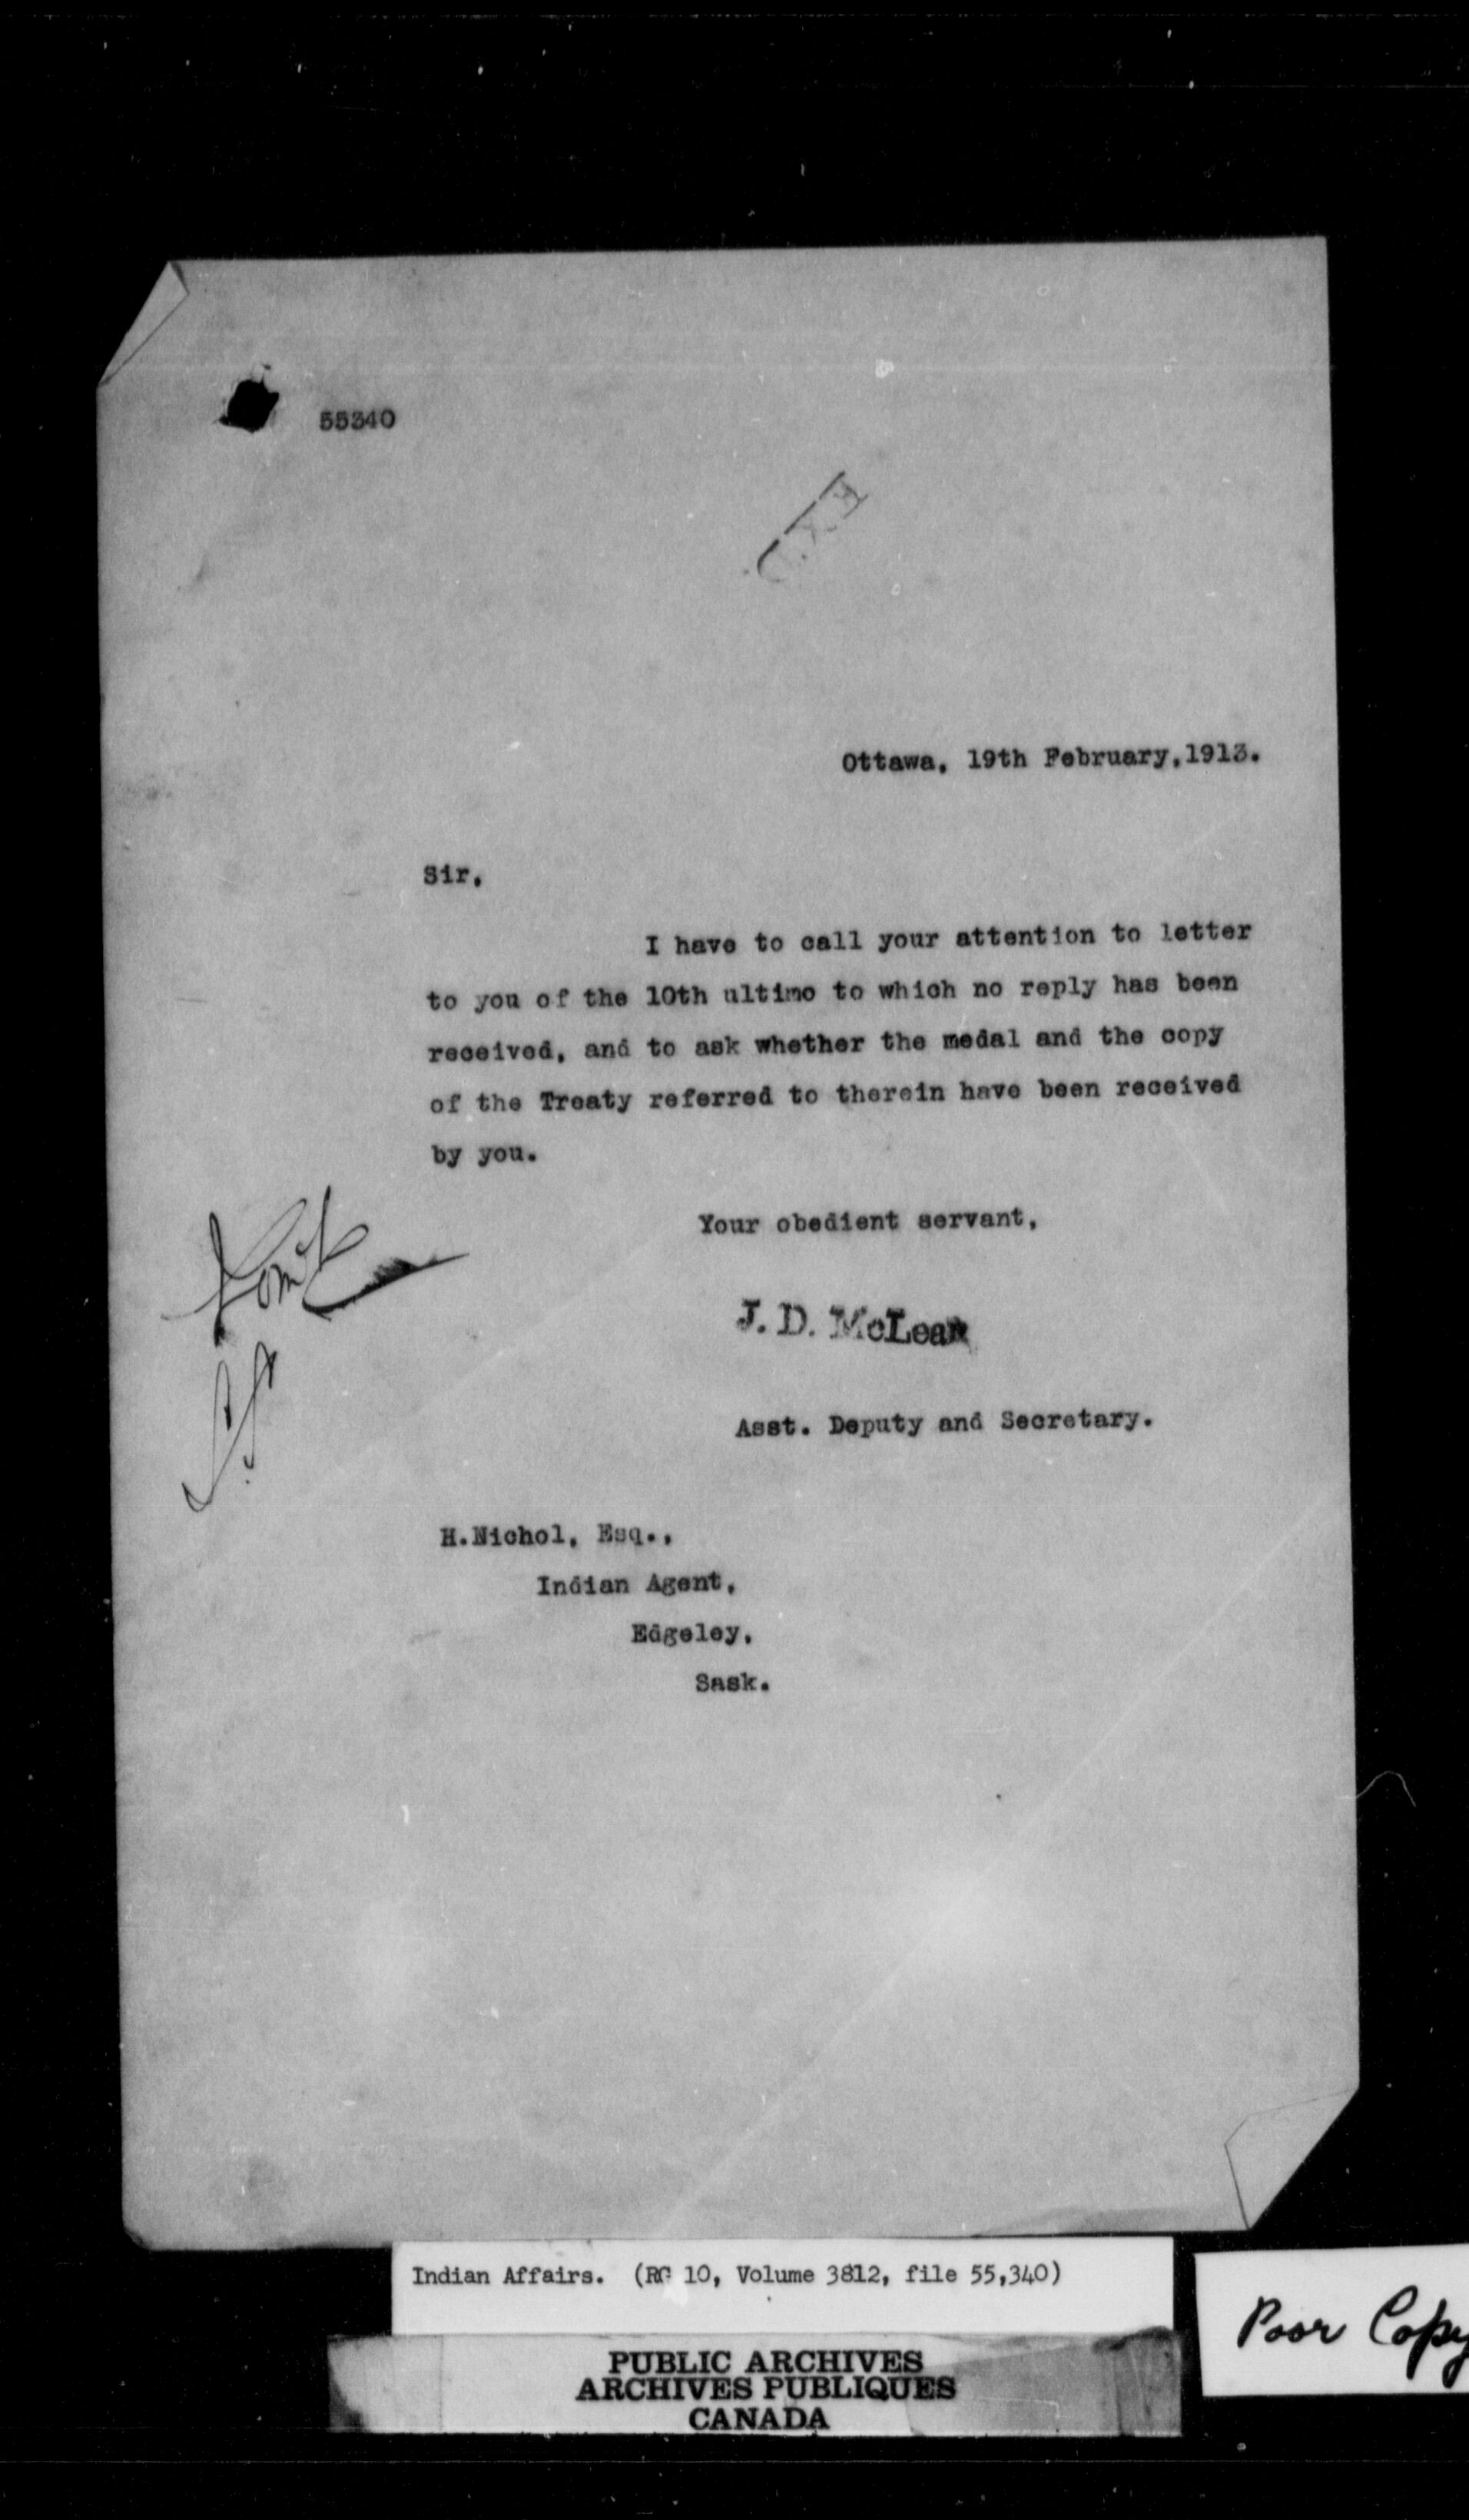 55340
Ottawa, 19th February,1913.
Sir,
I have to call your attention to letter
to you of the 10th ultimo to which no reply has been
received, and to ask whether the medal and the copy
of the Treaty referred to therein have been received
by you.
Your obedient servant,
J. D. McLean
Asst. Deputy and Secretary.
H.Nichol, Esq.,
Indian Agent,
Edgeley,
Sask.
Indian Affairs. (RG 10, Volume 3812, file 55,340)
Poor Copy
PUBLIC ARCHIVES
ARCHIVES PUBLIQUES
CANADA